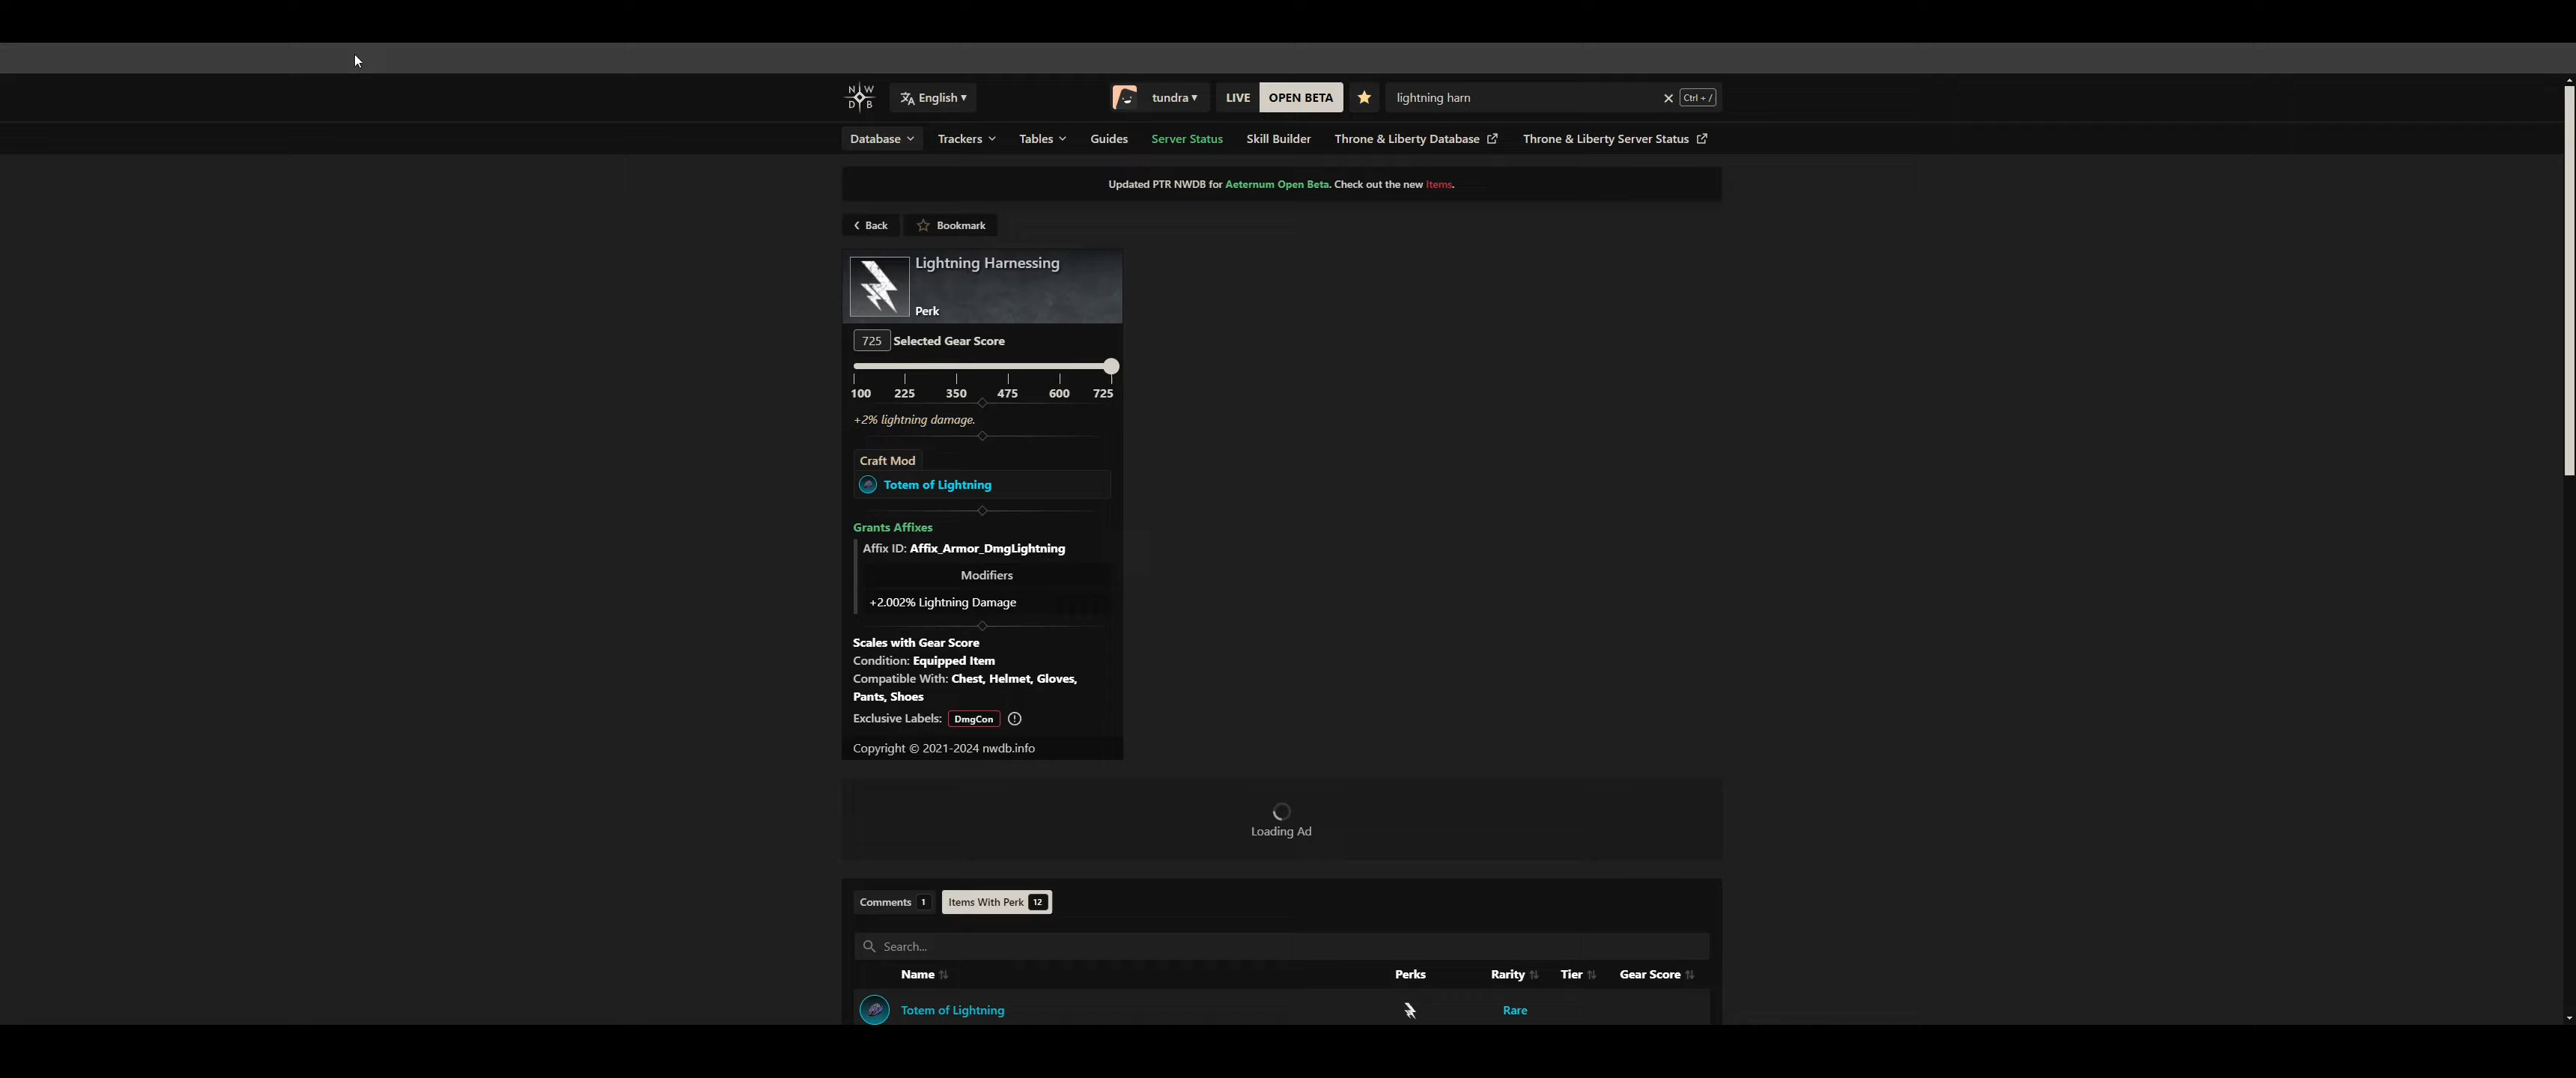 N W D B English ▾ tundra ▾ LIVE OPEN BETA lightning harn Ctrl + /
Database Trackers Tables Guides Server Status Skill Builder Throne & Liberty Database Throne & Liberty Server Status
Updated PTR NWDB for Aeternum Open Beta. Check out the new Items.
Back Bookmark
Lightning Harnessing
Perk
725 Selected Gear Score
100 225 350 475 600 725
+2% lightning damage.
Craft Mod
Totem of Lightning
Grants Affixes
Affix ID: Affix_Armor_DmgLightning
Modifiers
+2.002% Lightning Damage
Scales with Gear Score
Condition: Equipped Item
Compatible With: Chest, Helmet, Gloves,
Pants, Shoes
Exclusive Labels: DmgCon
Copyright © 2021-2024 nwdb.info
Loading Ad
Comments 1 Items With Perk 12
Search...
Name Perks Rarity Tier Gear Score
Totem of Lightning Rare